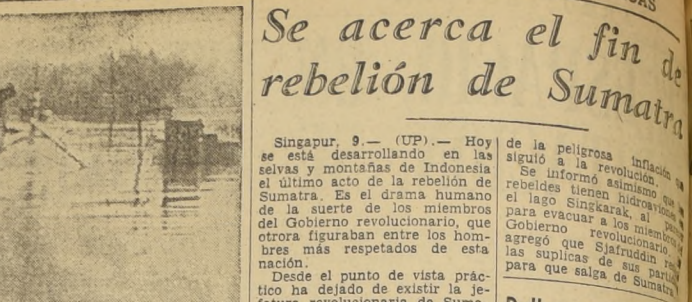 Se acerca el fin de
rebelión de Sumatra
Singapur, 9.— (UP).— Hoy
se está desarrollando en las
selvas y montañas de Indonesia
el último acto de la rebelión de
Sumatra. Es el drama humano
de la suerte de los miembros
del Gobierno revolucionario, que
otrora figuraban entre los hom-
bres más respetados de esta
nación.
Desde el punto de vista prác-
tico ha dejado de existir la je-
fatura revolucionaria de Suma-
de la peligrosa inflación
siguió a la revolución.
Se informó asimismo
rebeldes tienen hidroaviones
el lago Singkarak, al
para evacuar a los miembros
Gobierno revolucionario.
agregó que Sjafruddin
las suplicas de sus
para que salga de Sumatra